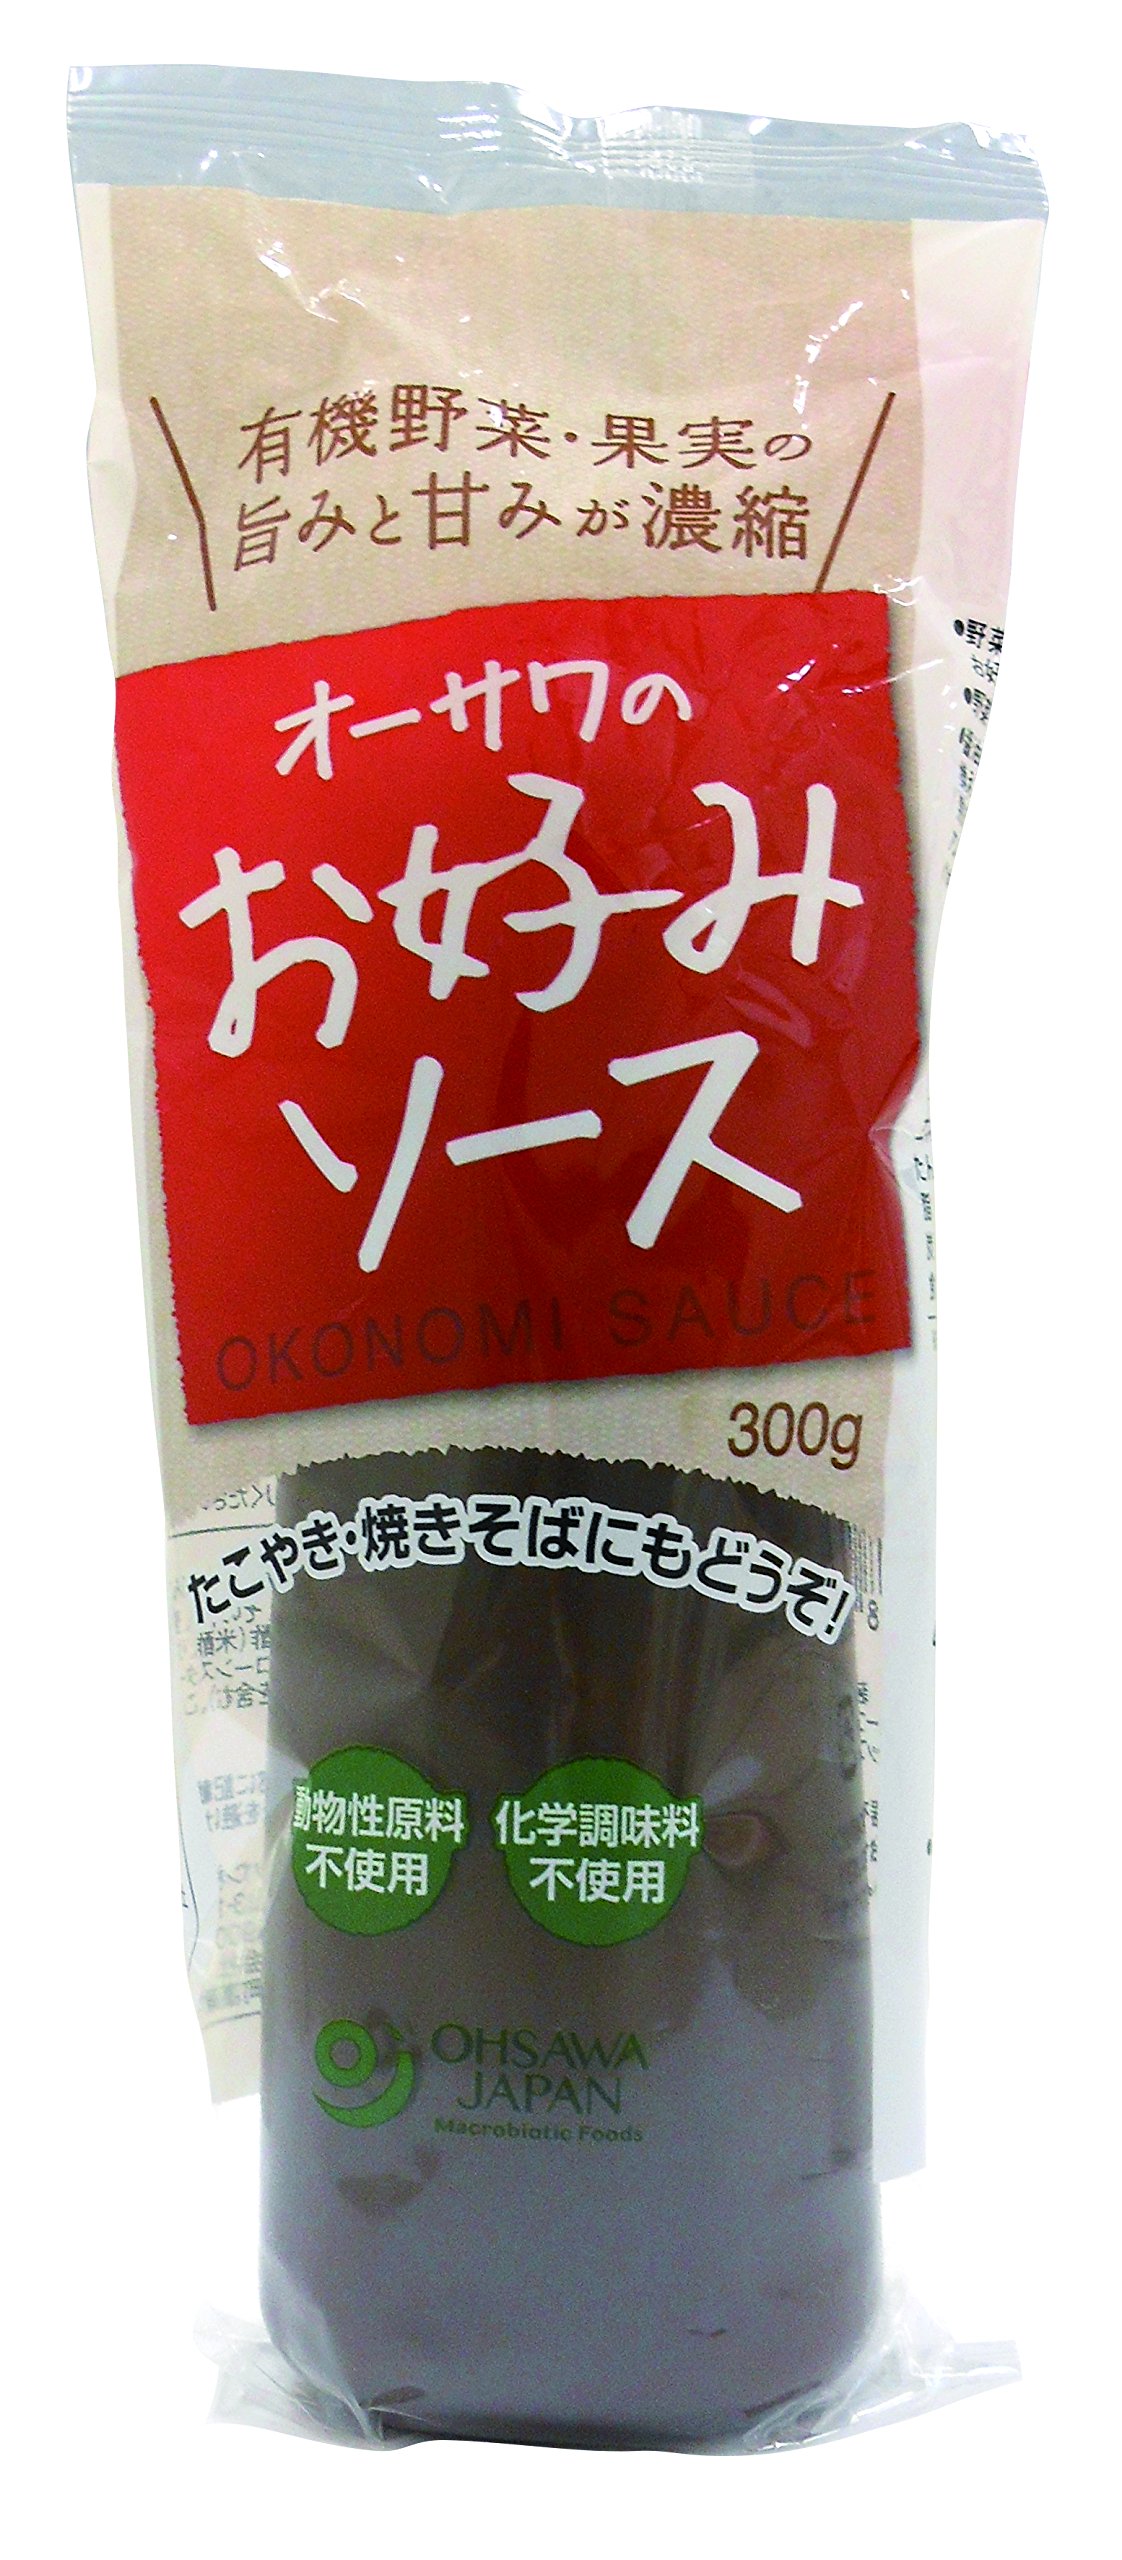 有機野菜・果実の
旨みと甘みが濃縮
オーサワの
お好み
ソース
OKONOMI SAUCE
300g
たこやき・焼きそばにもどうぞ!
動物性原料
不使用
化学調味料
不使用
OHSAWA
JAPAN
Macrobiotic Foods